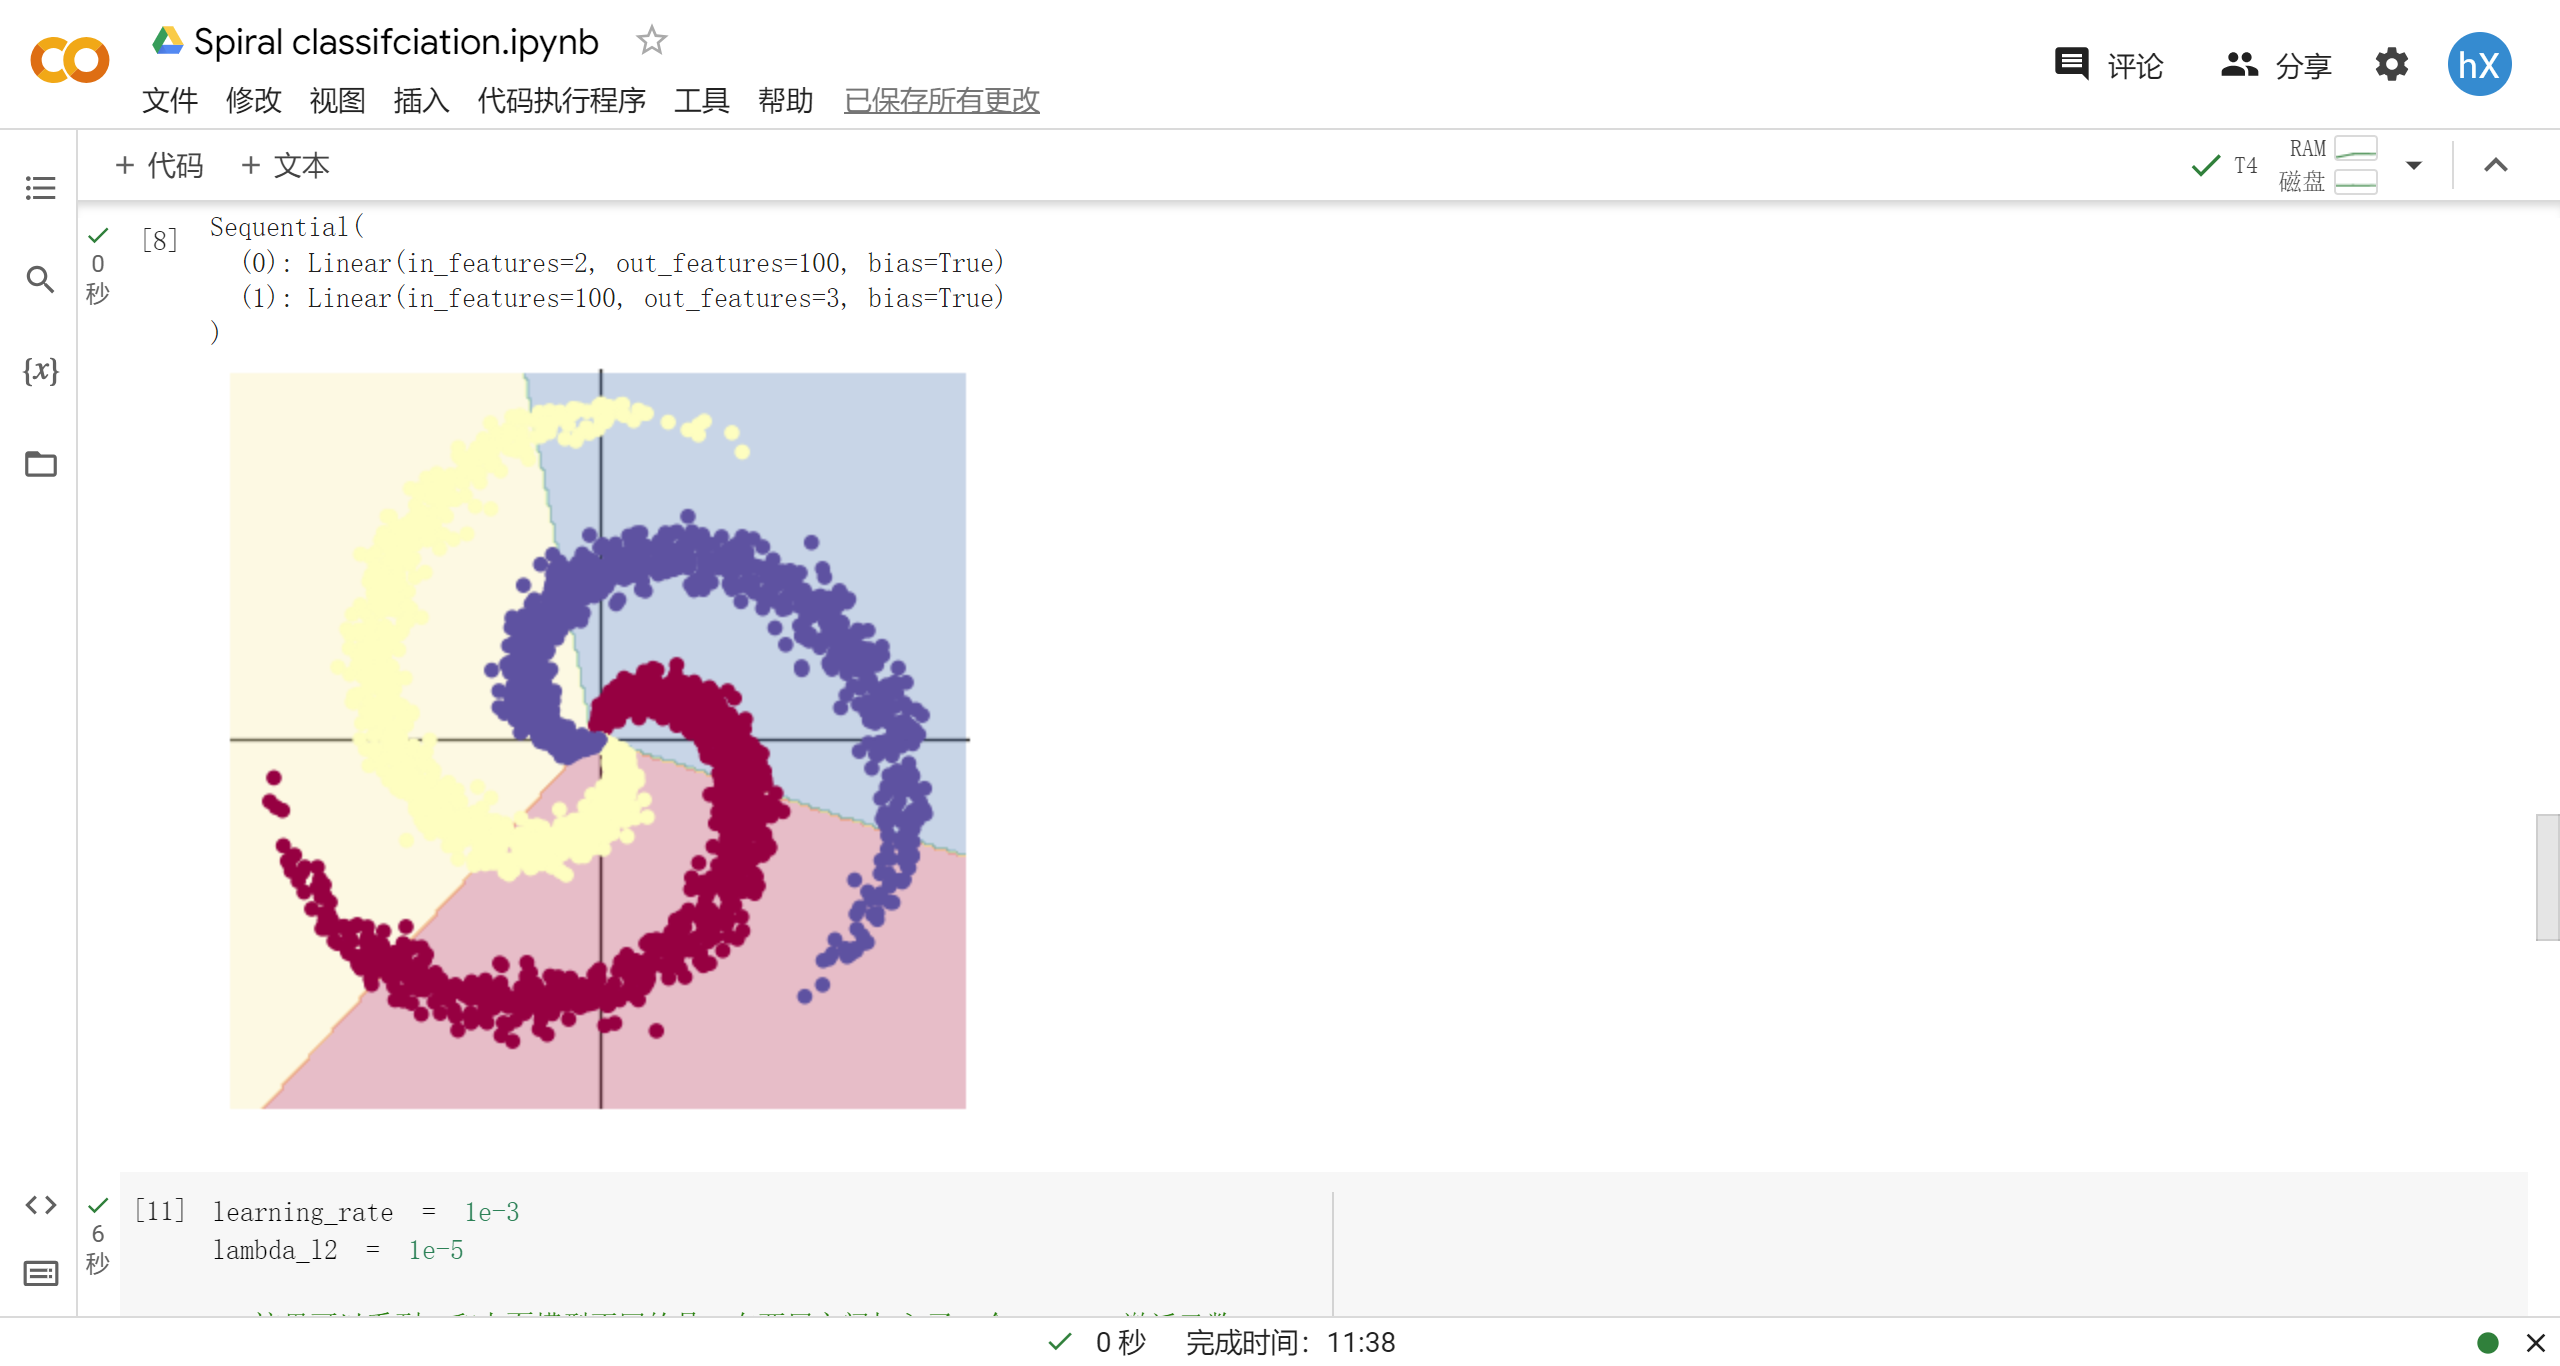 Spiral classifciation.ipynb
文件 修改 视图 插入 代码执行程序 工具 帮助 已保存所有更改
评论 分享 hX
+ 代码 + 文本
T4 RAM 磁盘
{x}
0 秒
[8] Sequential(
(0): Linear(in_features=2, out_features=100, bias=True)
(1): Linear(in_features=100, out_features=3, bias=True)
)
6 秒
[11] learning_rate = 1e-3
lambda_l2 = 1e-5
0 秒 完成时间：11:38